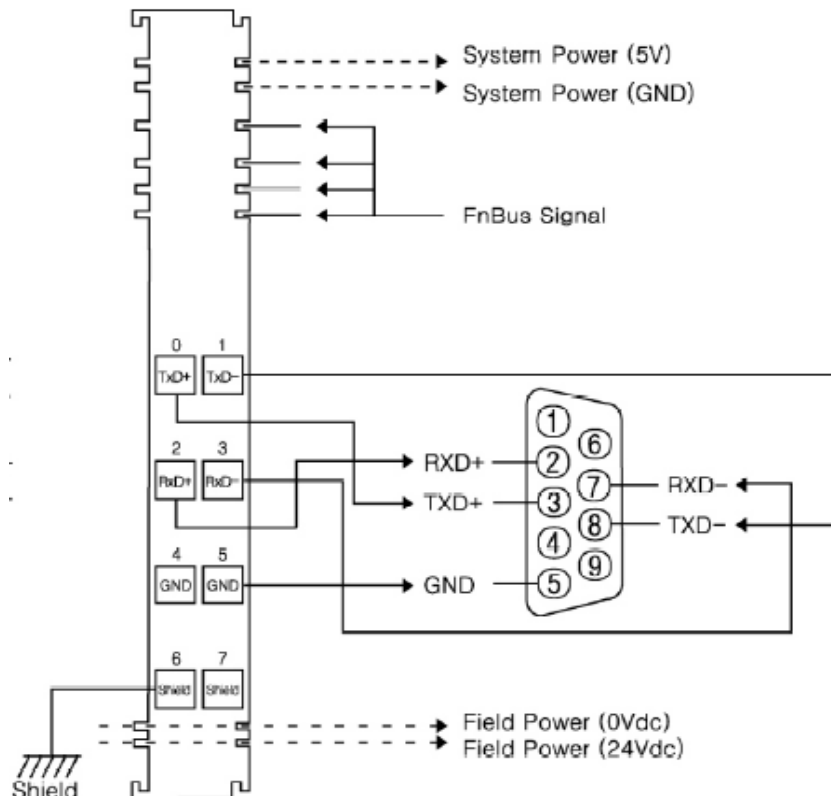 System Power (5V)
System Power (GND)
FnBus Signal
0 1
TxD+ TxD-
2 3
RxD+ RxD-
4 5
GND GND
6 7
Shield Shield
Shield
RXD+
TXD+
GND
1
2
3
4
5
6
7
8
9
RXD-
TXD-
Field Power (0Vdc)
Field Power (24Vdc)